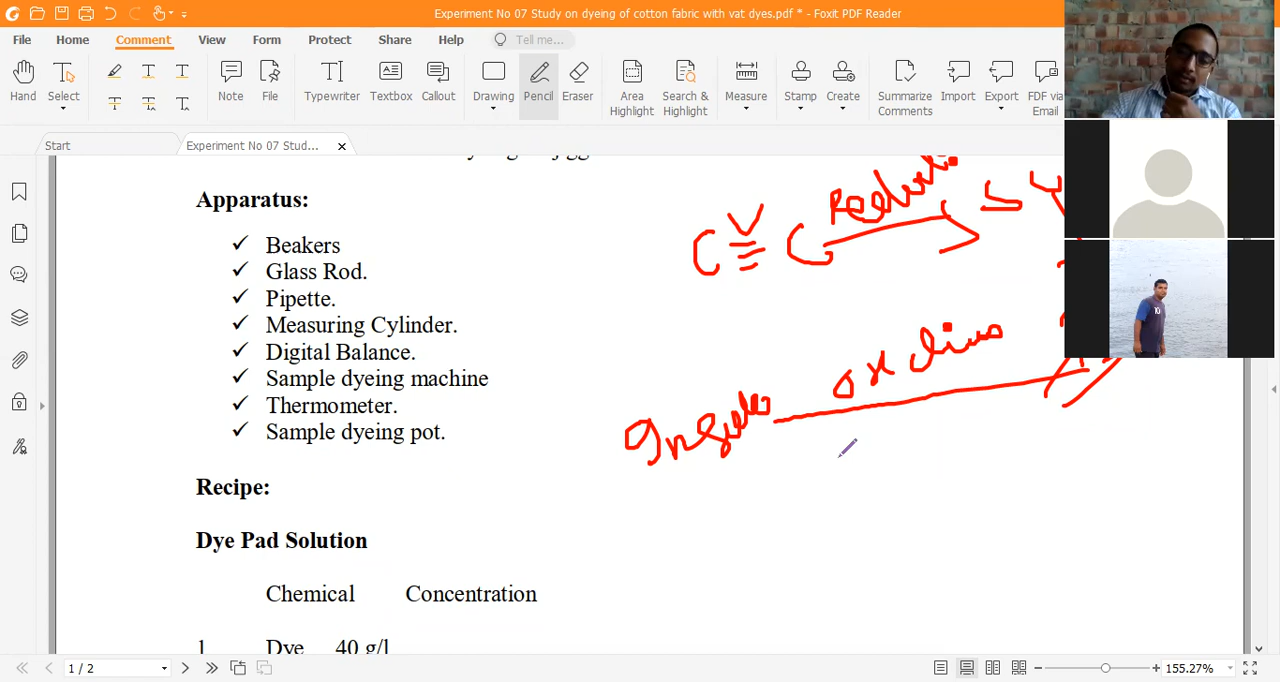 Experiment No 07 Study on dyeing of cotton fabric with vat dyes.pdf * - Foxit PDF Reader
File Home Comment View Form Protect Share Help Tell me...
Hand Select Note File Typewriter Textbox Callout Drawing Pencil Eraser Area Highlight Search & Highlight Measure Stamp Create Summarize Comments Import Export FDF via Email
Start Experiment No 07 Stud...
Apparatus:
✓ Beakers
✓ Glass Rod.
✓ Pipette.
✓ Measuring Cylinder.
✓ Digital Balance.
✓ Sample dyeing machine
✓ Thermometer.
✓ Sample dyeing pot.
Recipe:
Dye Pad Solution
Chemical Concentration
1 Dye 40 g/l
1 / 2
155.27%
10